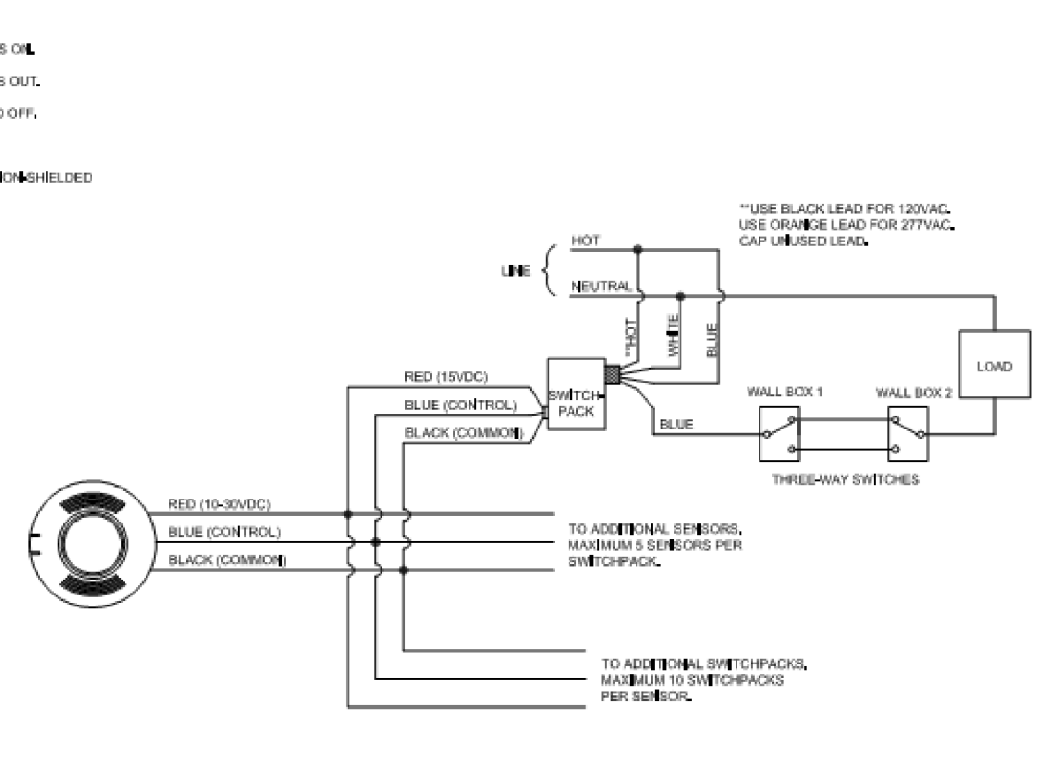 S ON.
S OUT.
D OFF.
ION-SHIELDED
**USE BLACK LEAD FOR 120VAC.
USE ORANGE LEAD FOR 277VAC.
CAP UNUSED LEAD.
HOT
LINE
NEUTRAL
**HOT
WHITE
BLUE
LOAD
RED (15VDC)
SWITCH-
PACK
WALL BOX 1
WALL BOX 2
BLUE (CONTROL)
BLUE
BLACK (COMMON)
THREE-WAY SWITCHES
RED (10-30VDC)
BLUE (CONTROL)
BLACK (COMMON)
TO ADDITIONAL SENSORS,
MAXIMUM 5 SENSORS PER
SWITCHPACK.
TO ADDITIONAL SWITCHPACKS,
MAXIMUM 10 SWITCHPACKS
PER SENSOR.